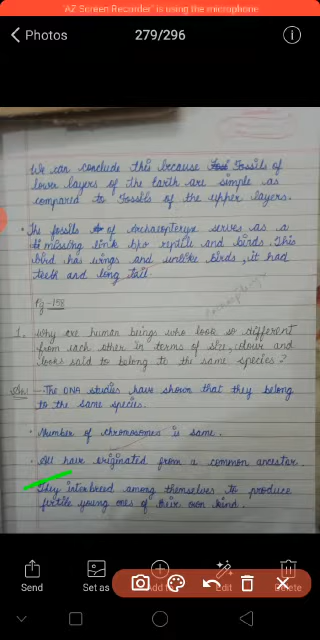 'AZ Screen Recorder' is using the microphone
Photos
279/296
We can conclude this because Fossils of
lower layers of the Earth are simple as
compared to Fossils of the upper layers.
• The fossils of Archaeopteryx serves as a
missing link b/w reptile and birds. This
bird has wings and unlike birds, it had
teeth and long tail.
Archaeopteryx
Pg-158
1. Why are human beings who look so different
from each other in terms of size, colour and
looks said to belong to the same species?
Ans: The DNA studies have shown that they belong
to the same species.
• Number of chromosomes is same.
• All have originated from a common ancestor.
They interbreed among themselves to produce
fertile young ones of their own kind.
Send
Set as
Edit
Delete